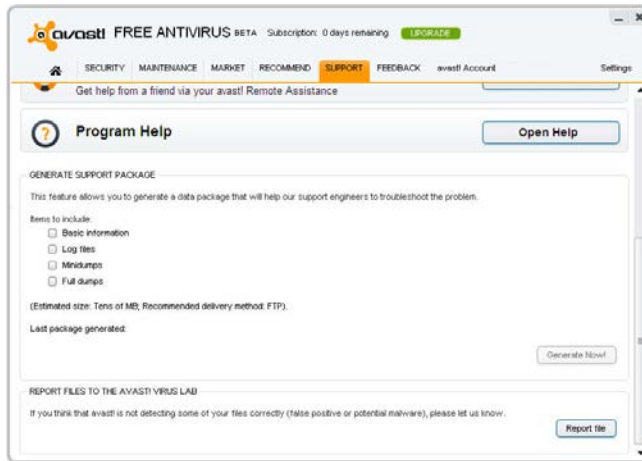 avast! FREE ANTIVIRUS BETA Subscription: 0 days remaining UPGRADE
SECURITY MAINTENANCE MARKET RECOMMEND SUPPORT FEEDBACK avast! Account Settings
Get help from a friend via your avast! Remote Assistance
Program Help Open Help
GENERATE SUPPORT PACKAGE
This feature allows you to generate a data package that will help our support engineers to troubleshoot the problem.
Items to include:
Basic information
Log files
Minidumps
Full dumps
(Estimated size: Tens of MB; Recommended delivery method: FTP).
Last package generated:
Generate Now!
REPORT FILES TO THE AVAST! VIRUS LAB
If you think that avast! is not detecting some of your files correctly (false positive or potential malware), please let us know.
Report file